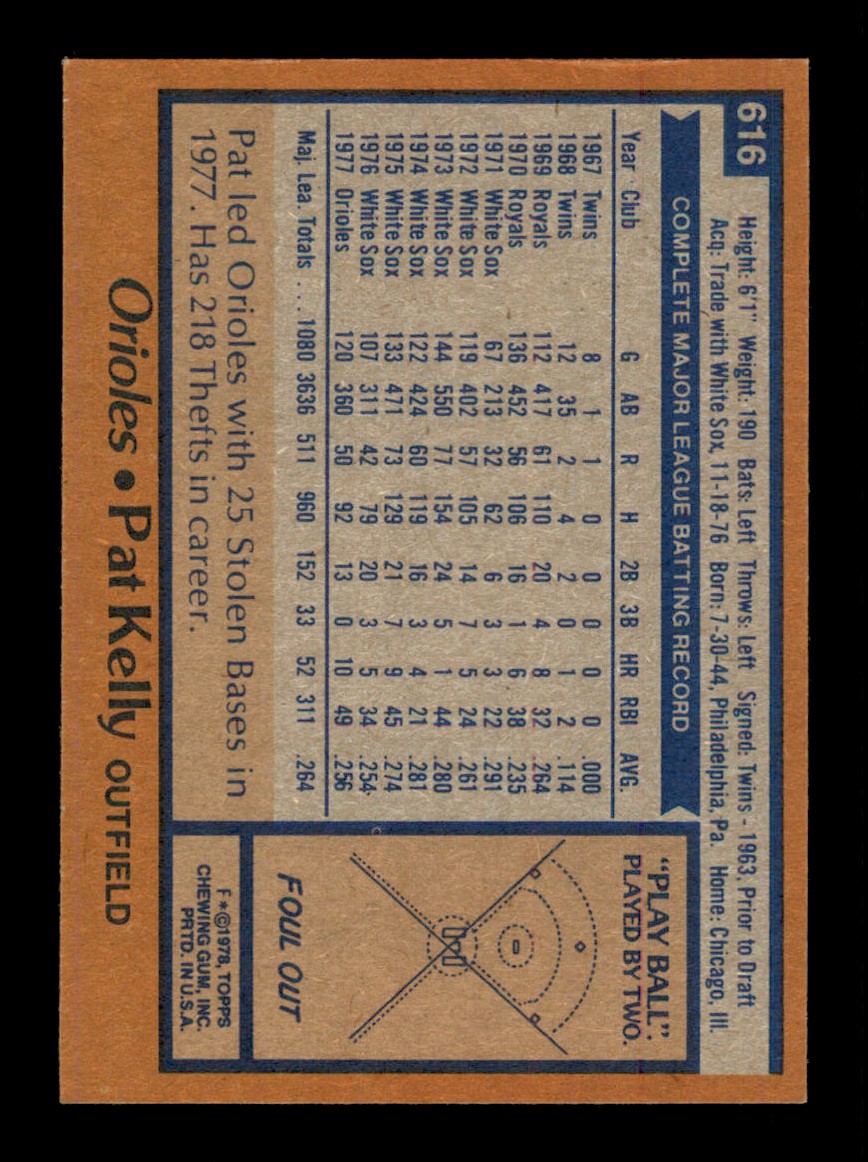 616
Height: 6'1" Weight: 190 Bats: Left Throws: Left Signed: Twins - 1963, Prior to Draft
Acq: Trade with White Sox, 11-18-76 Born: 7-30-44, Philadelphia, Pa. Home: Chicago, Ill.
COMPLETE MAJOR LEAGUE BATTING RECORD
Year Club G AB R H 2B 3B HR RBI AVG.
1967 Twins 8 1 1 0 0 0 0 0 .000
1968 Twins 12 35 2 4 2 0 1 2 .114
1969 Royals 112 417 61 110 20 4 8 32 .264
1970 Royals 136 452 56 106 16 1 6 38 .235
1971 White Sox 67 213 32 62 6 3 3 22 .291
1972 White Sox 119 402 57 105 14 7 5 24 .261
1973 White Sox 144 550 77 154 24 5 1 44 .280
1974 White Sox 122 424 60 119 16 3 4 21 .281
1975 White Sox 133 471 73 129 21 7 9 45 .274
1976 White Sox 107 311 42 79 20 3 5 34 .254
1977 Orioles 120 360 50 92 13 0 10 49 .256
Maj. Lea. Totals ... 1080 3636 511 960 152 33 52 311 .264
Pat led Orioles with 25 Stolen Bases in
1977. Has 218 Thefts in career.
"PLAY BALL":
PLAYED BY TWO.
FOUL OUT
F*©1978, TOPPS
CHEWING GUM, INC.
PRTD. IN U.S.A.
Orioles • Pat Kelly OUTFIELD